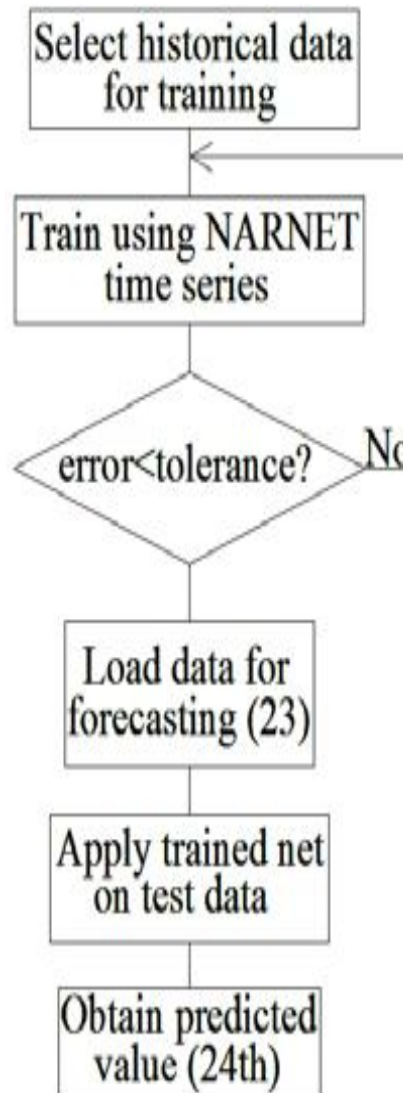 Select historical data
for training
Train using NARNET
time series
error<tolerance?
No
Load data for
forecasting (23)
Apply trained net
on test data
Obtain predicted
value (24th)